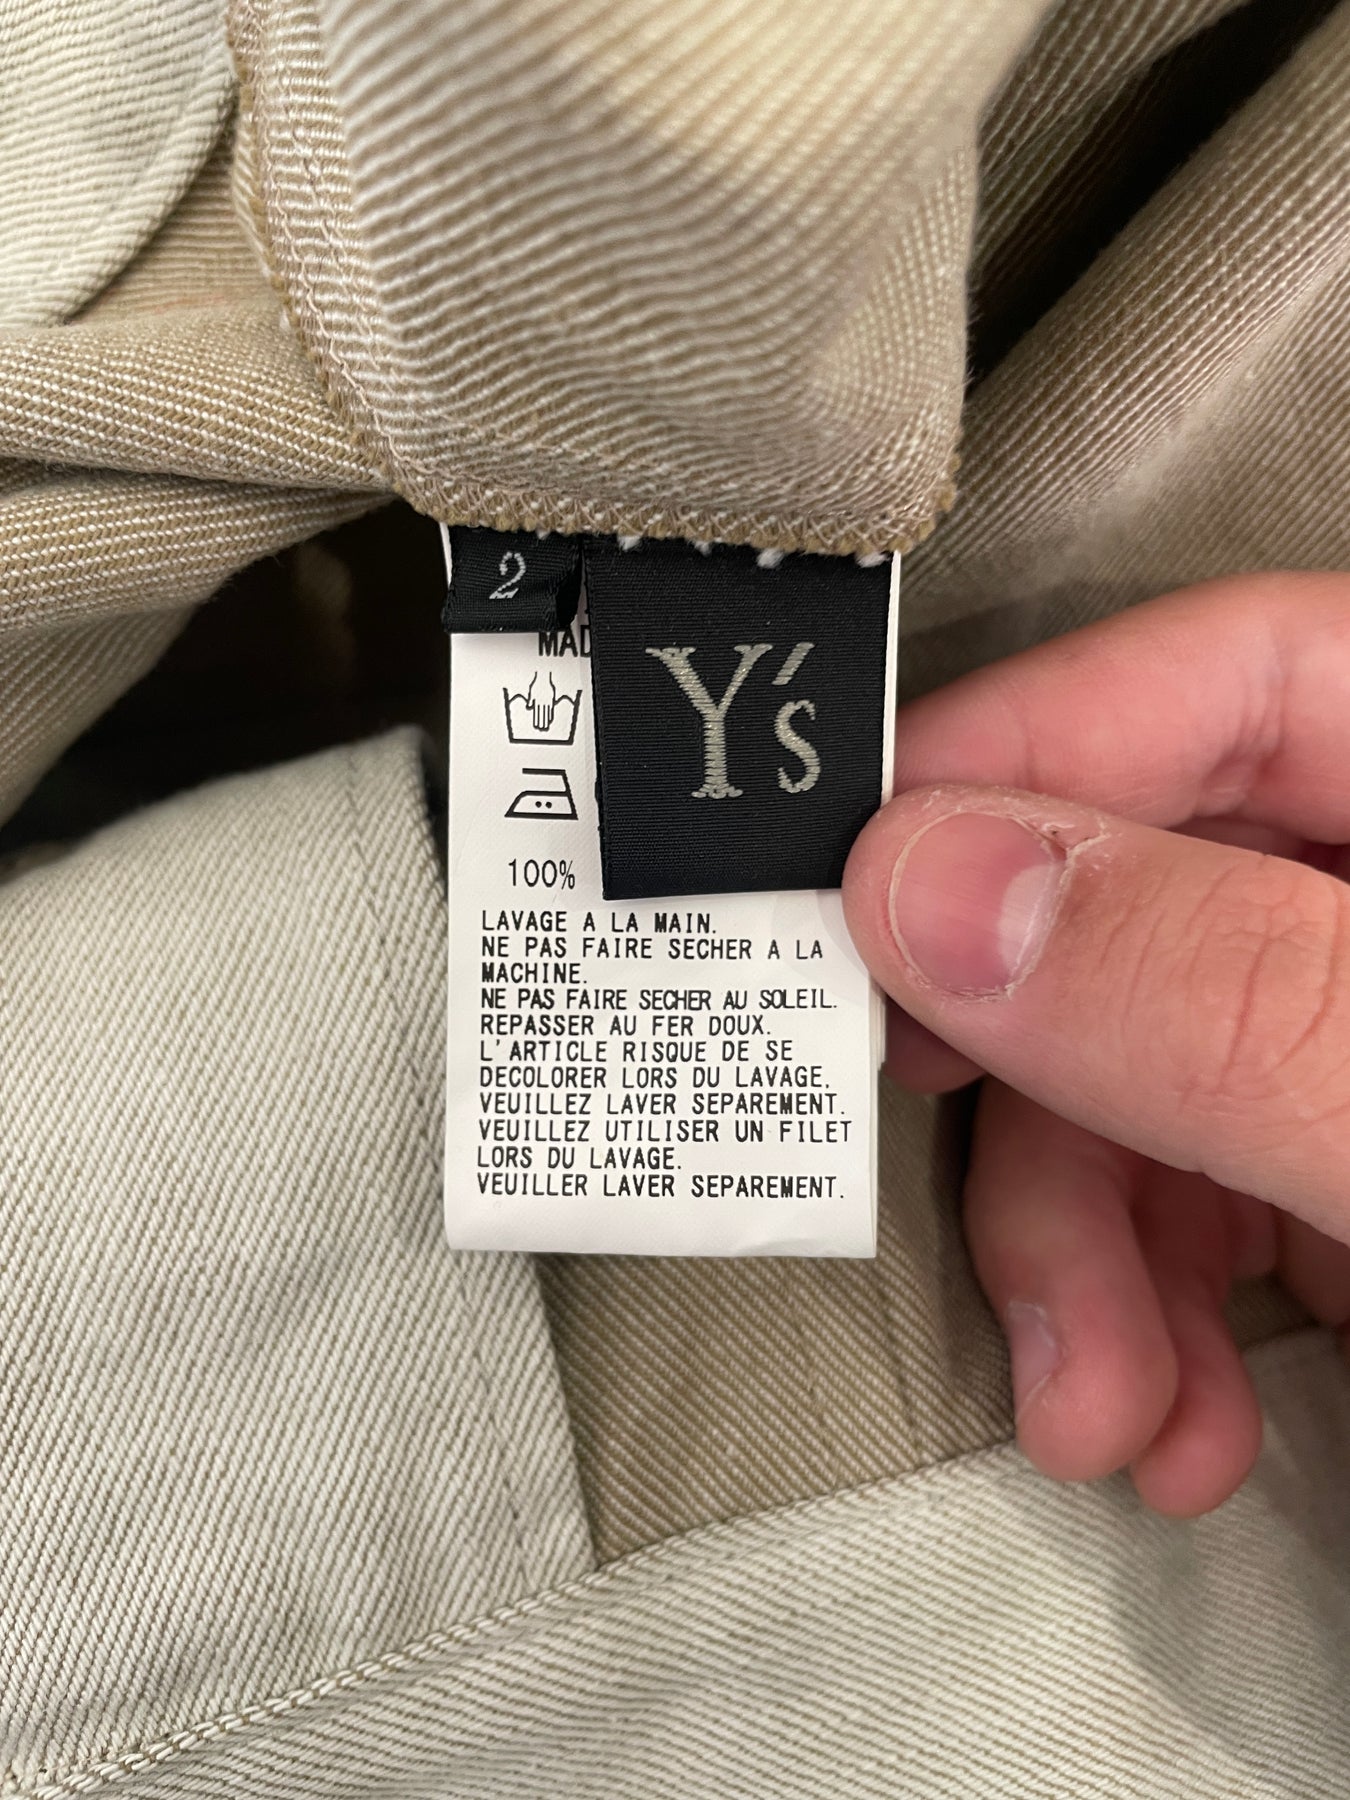 2
Y's
100%
LAVAGE A LA MAIN.
NE PAS FAIRE SECHER A LA
MACHINE.
NE PAS FAIRE SECHER AU SOLEIL.
REPASSER AU FER DOUX.
L'ARTICLE RISQUE DE SE
DECOLORER LORS DU LAVAGE.
VEUILLEZ LAVER SEPAREMENT.
VEUILLEZ UTILISER UN FILET
LORS DU LAVAGE.
VEUILLER LAVER SEPAREMENT.